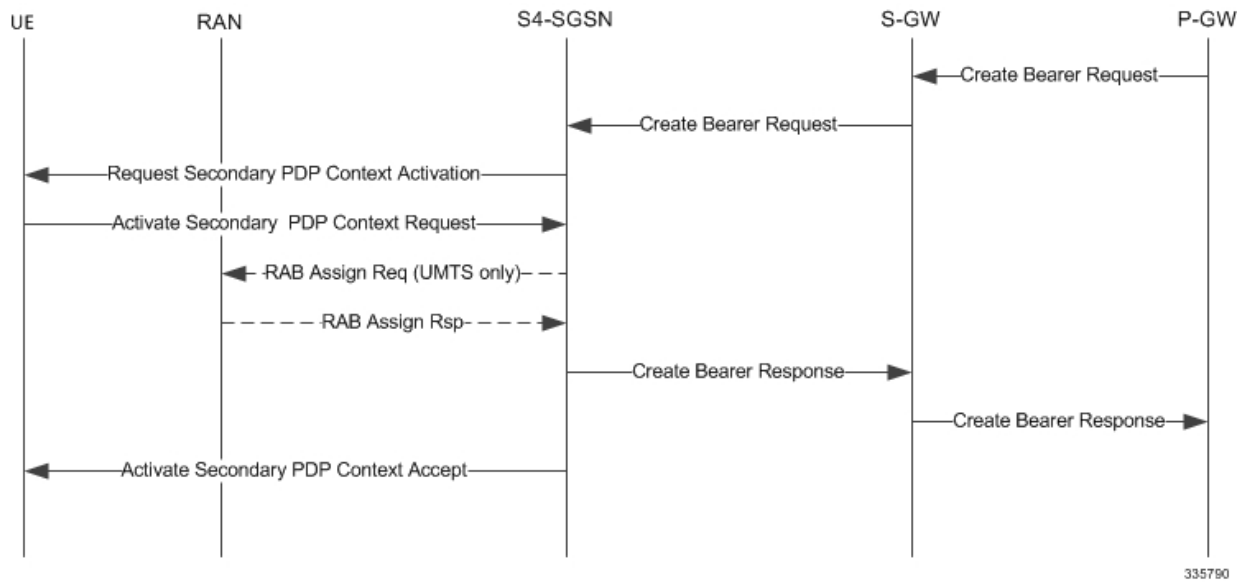 UE RAN S4-SGSN S-GW P-GW
Create Bearer Request
Create Bearer Request
Request Secondary PDP Context Activation
Activate Secondary PDP Context Request
RAB Assign Req (UMTS only)
RAB Assign Rsp
Create Bearer Response
Create Bearer Response
Activate Secondary PDP Context Accept
335790